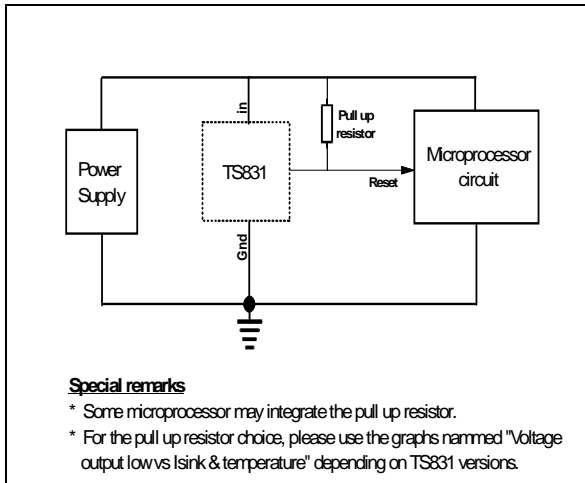 in
Pull up
resistor
Power
Supply
TS831
Microprocessor
circuit
Reset
Gnd
Special remarks
* Some microprocessor may integrate the pull up resistor.
* For the pull up resistor choice, please use the graphs nammed "Voltage
output low vs Isink & temperature" depending on TS831 versions.